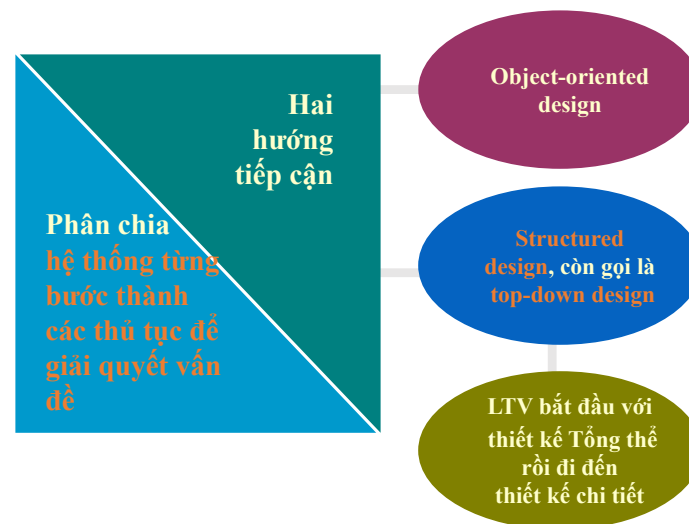 Hai
hướng
tiếp cận
Phân chia
hệ thống từng
bước thành
các thủ tục để
giải quyết vấn
đề
Object-oriented
design
Structured
design, còn gọi là
top-down design
LTV bắt đầu với
thiết kế Tổng thể
rồi đi đến
thiết kế chi tiết